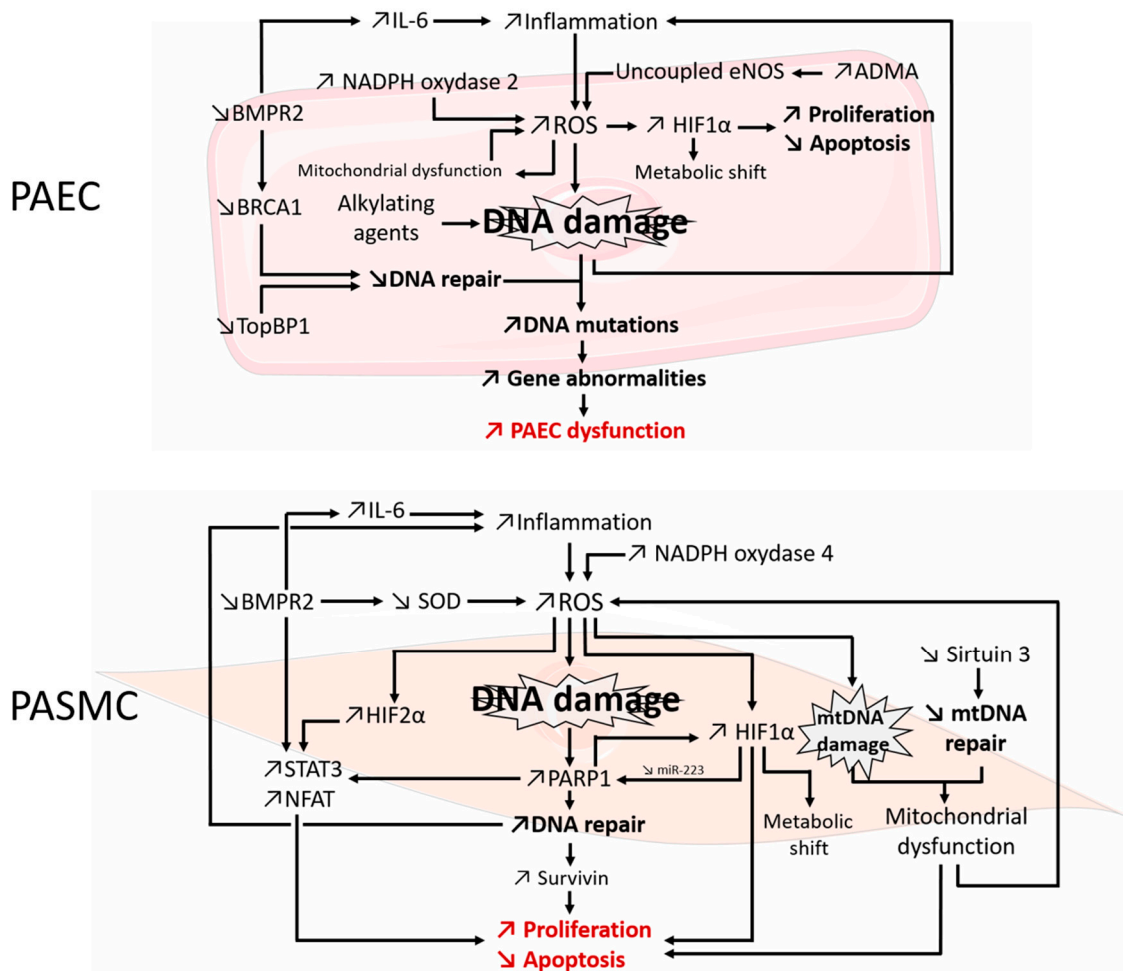 ↗IL-6
↗Inflammation
↗ NADPH oxydase 2
Uncoupled eNOS
↗ADMA
↘BMPR2
↗ROS
↗ HIF1α
↗ Proliferation
↘ Apoptosis
Mitochondrial dysfunction
Metabolic shift
PAEC
↘BRCA1
Alkylating
agents
DNA damage
↘DNA repair
↘TopBP1
↗DNA mutations
↗ Gene abnormalities
↗ PAEC dysfunction
↗IL-6
↗Inflammation
↗ NADPH oxydase 4
↘BMPR2
↘ SOD
↗ROS
↘ Sirtuin 3
PASMC
DNA damage
↗HIF2α
↗ HIF1α
mtDNA
damage
↘ mtDNA
repair
↗STAT3
↗NFAT
↗PARP1
↘ miR-223
↗DNA repair
Metabolic
shift
Mitochondrial
dysfunction
↗ Survivin
↗ Proliferation
↘ Apoptosis